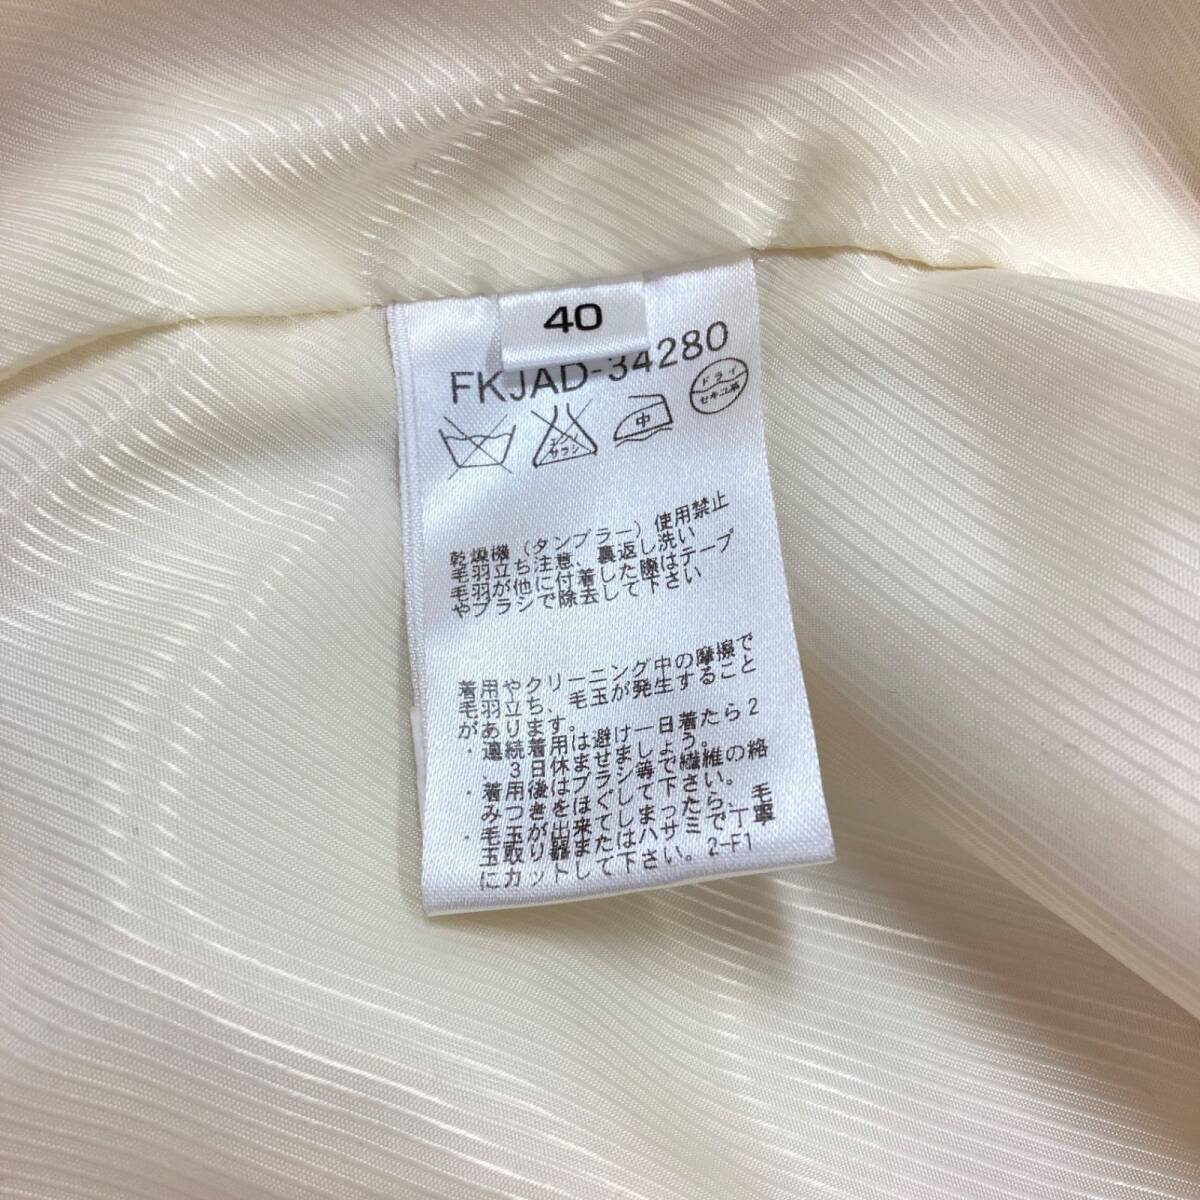 40
FKJAD-34280
エンソ
サラシ
中
ドライ
セキユ系
乾燥機（タンブラー）使用禁止
毛羽立ち注意、裏返し洗い
毛羽が他に付着した際はテープ
やブラシで除去して下さい
着用やクリーニング中の摩擦で
毛羽立ち、毛玉が発生すること
があります。
・連続着用は避け一日着たら2
．3日休ませましょう。
・着用後はブラシ等で繊維の絡
みつきをほぐして下さい。
・毛玉が出来てしまったら、毛
玉取り器またはハサミで丁寧
にカットして下さい。2-F1